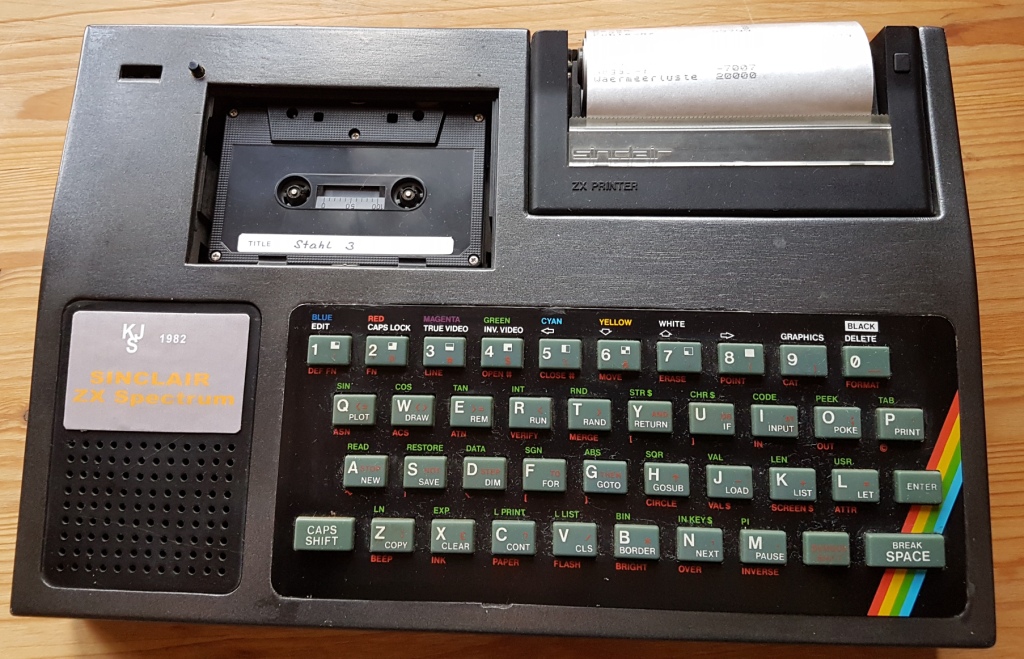 -7007
20000
sinclair
ZX PRINTER
TITLE Stahl 3
0 50 100
KJS 1982
SINCLAIR
ZX Spectrum
BLUE RED MAGENTA GREEN CYAN YELLOW WHITE BLACK
EDIT CAPS LOCK TRUE VIDEO INV. VIDEO GRAPHICS DELETE
1 2 3 4 5 6 7 8 9 0
DEF FN FN LINE OPEN # CLOSE # MOVE ERASE POINT CAT FORMAT
SIN COS TAN INT RND STR $ CHR $ CODE PEEK TAB
Q PLOT W DRAW E REM R RUN T RAND Y RETURN U IF I INPUT O POKE P PRINT
ASN ACS ATN VERIFY MERGE [ ] IN OUT
READ RESTORE DATA SGN ABS SQR VAL LEN USR.
A NEW S SAVE D DIM F FOR G GOTO H GOSUB J LOAD K LIST L LET ENTER
CIRCLE VAL $ SCREEN $ ATTR
LN EXP. L PRINT L LIST BIN IN KEY $ PI
CAPS SHIFT Z COPY X CLEAR C CONT V CLS B BORDER N NEXT M PAUSE BREAK SPACE
BEEP INK PAPER FLASH BRIGHT OVER INVERSE